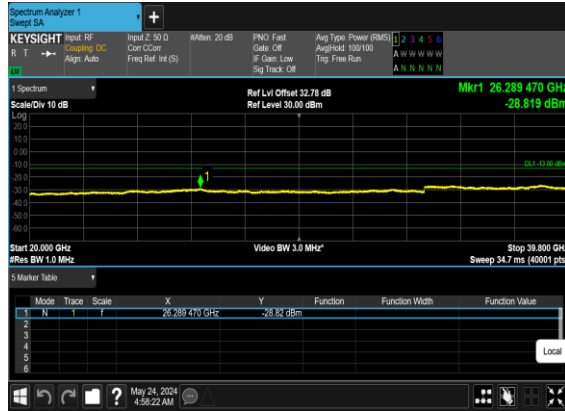 Spectrum Analyzer 1
Swept SA
+
KEYSIGHT Input: RF Input Z: 50 Ω #Atten: 20 dB PNO: Fast Avg Type: Power (RMS) 1 2 3 4 5 6
R T Coupling: DC Corr CCorr Gate: Off Avg|Hold: 100/100 A W W W W W
Align: Auto Freq Ref: Int (S) IF Gain: Low Trig: Free Run
Sig Track: Off A N N N N N
LXI
1 Spectrum Ref Lvl Offset 32.78 dB Mkr1 26.289 470 GHz
Scale/Div 10 dB Ref Level 30.00 dBm -28.819 dBm
Log
20.0
10.0
0.00
-10.0 DL1 -13.00 dBm
-20.0 1
-30.0
-40.0
-50.0
-60.0
Start 20.000 GHz Video BW 3.0 MHz* Stop 39.800 GHz
#Res BW 1.0 MHz Sweep 34.7 ms (40001 pts)
5 Marker Table
Mode Trace Scale X Y Function Function Width Function Value
1 N 1 f 26.289 470 GHz -28.82 dBm
2
3
4
5
6
Local
? May 24, 2024
4:58:22 AM